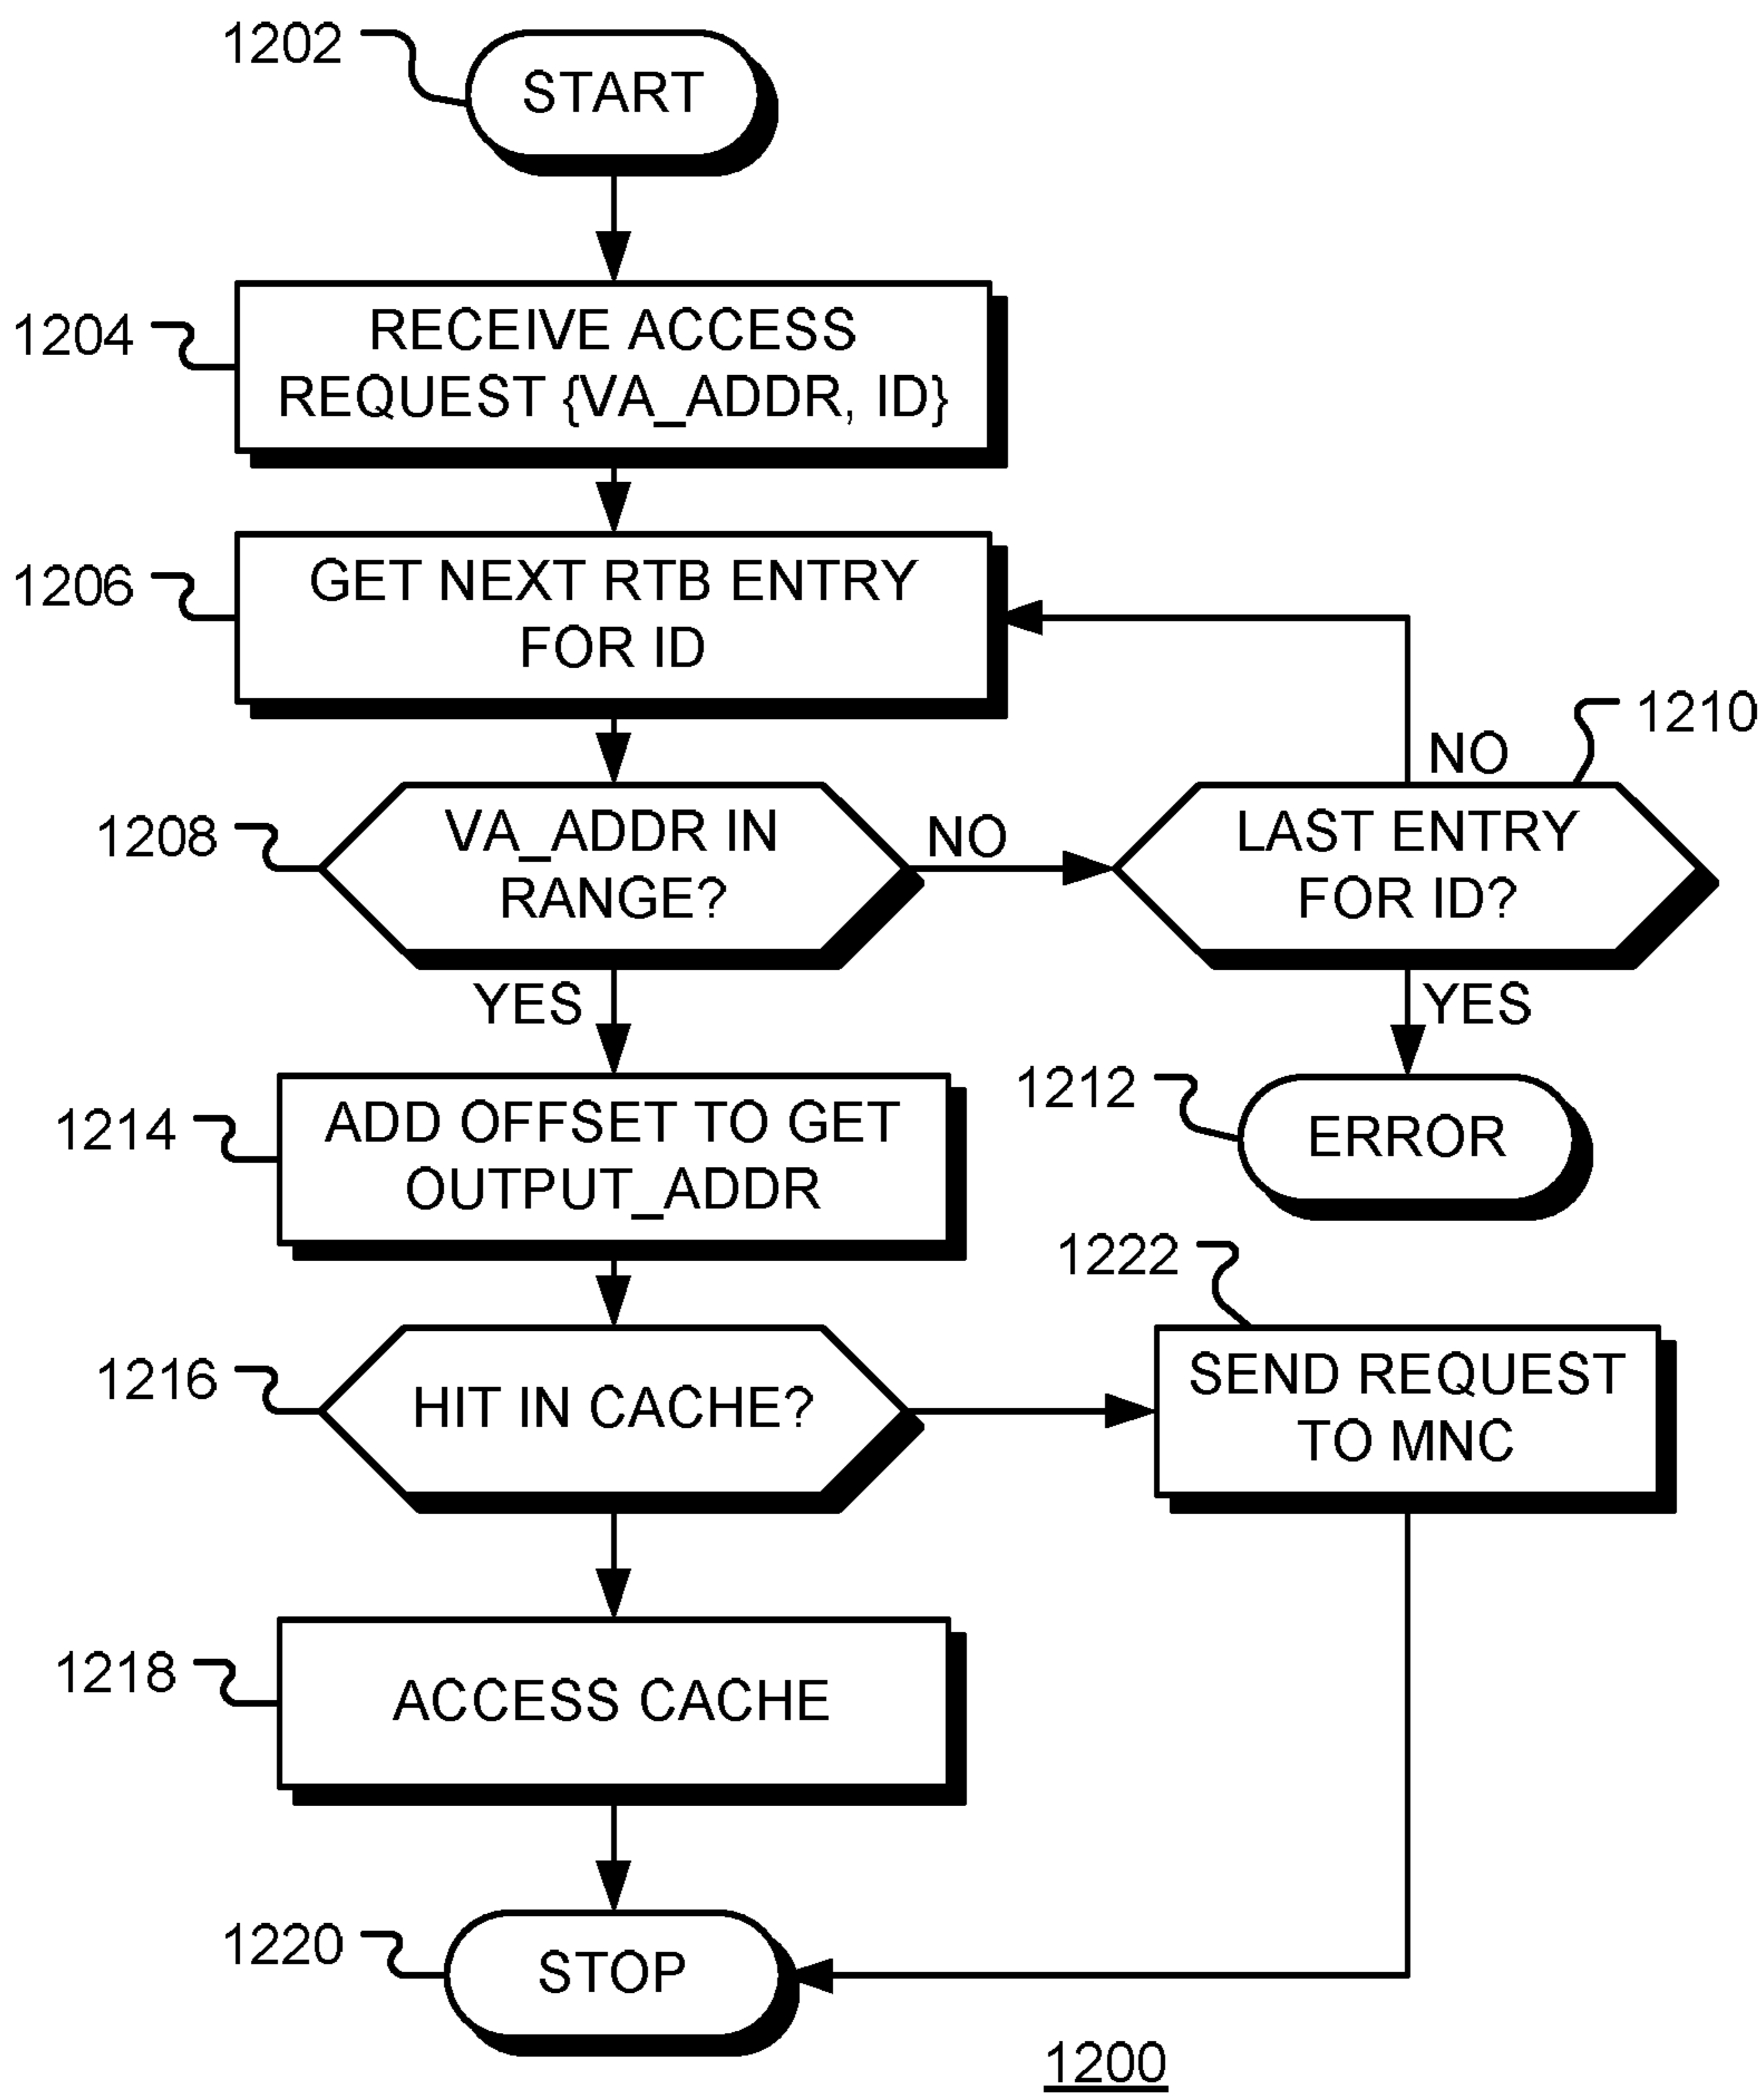 1202
START
1204
RECEIVE ACCESS
REQUEST {VA_ADDR, ID}
1206
GET NEXT RTB ENTRY
FOR ID
1208
VA_ADDR IN
RANGE?
NO
1210
NO
LAST ENTRY
FOR ID?
YES
YES
1212
ERROR
1214
ADD OFFSET TO GET
OUTPUT_ADDR
1216
HIT IN CACHE?
1222
SEND REQUEST
TO MNC
1218
ACCESS CACHE
1220
STOP
1200